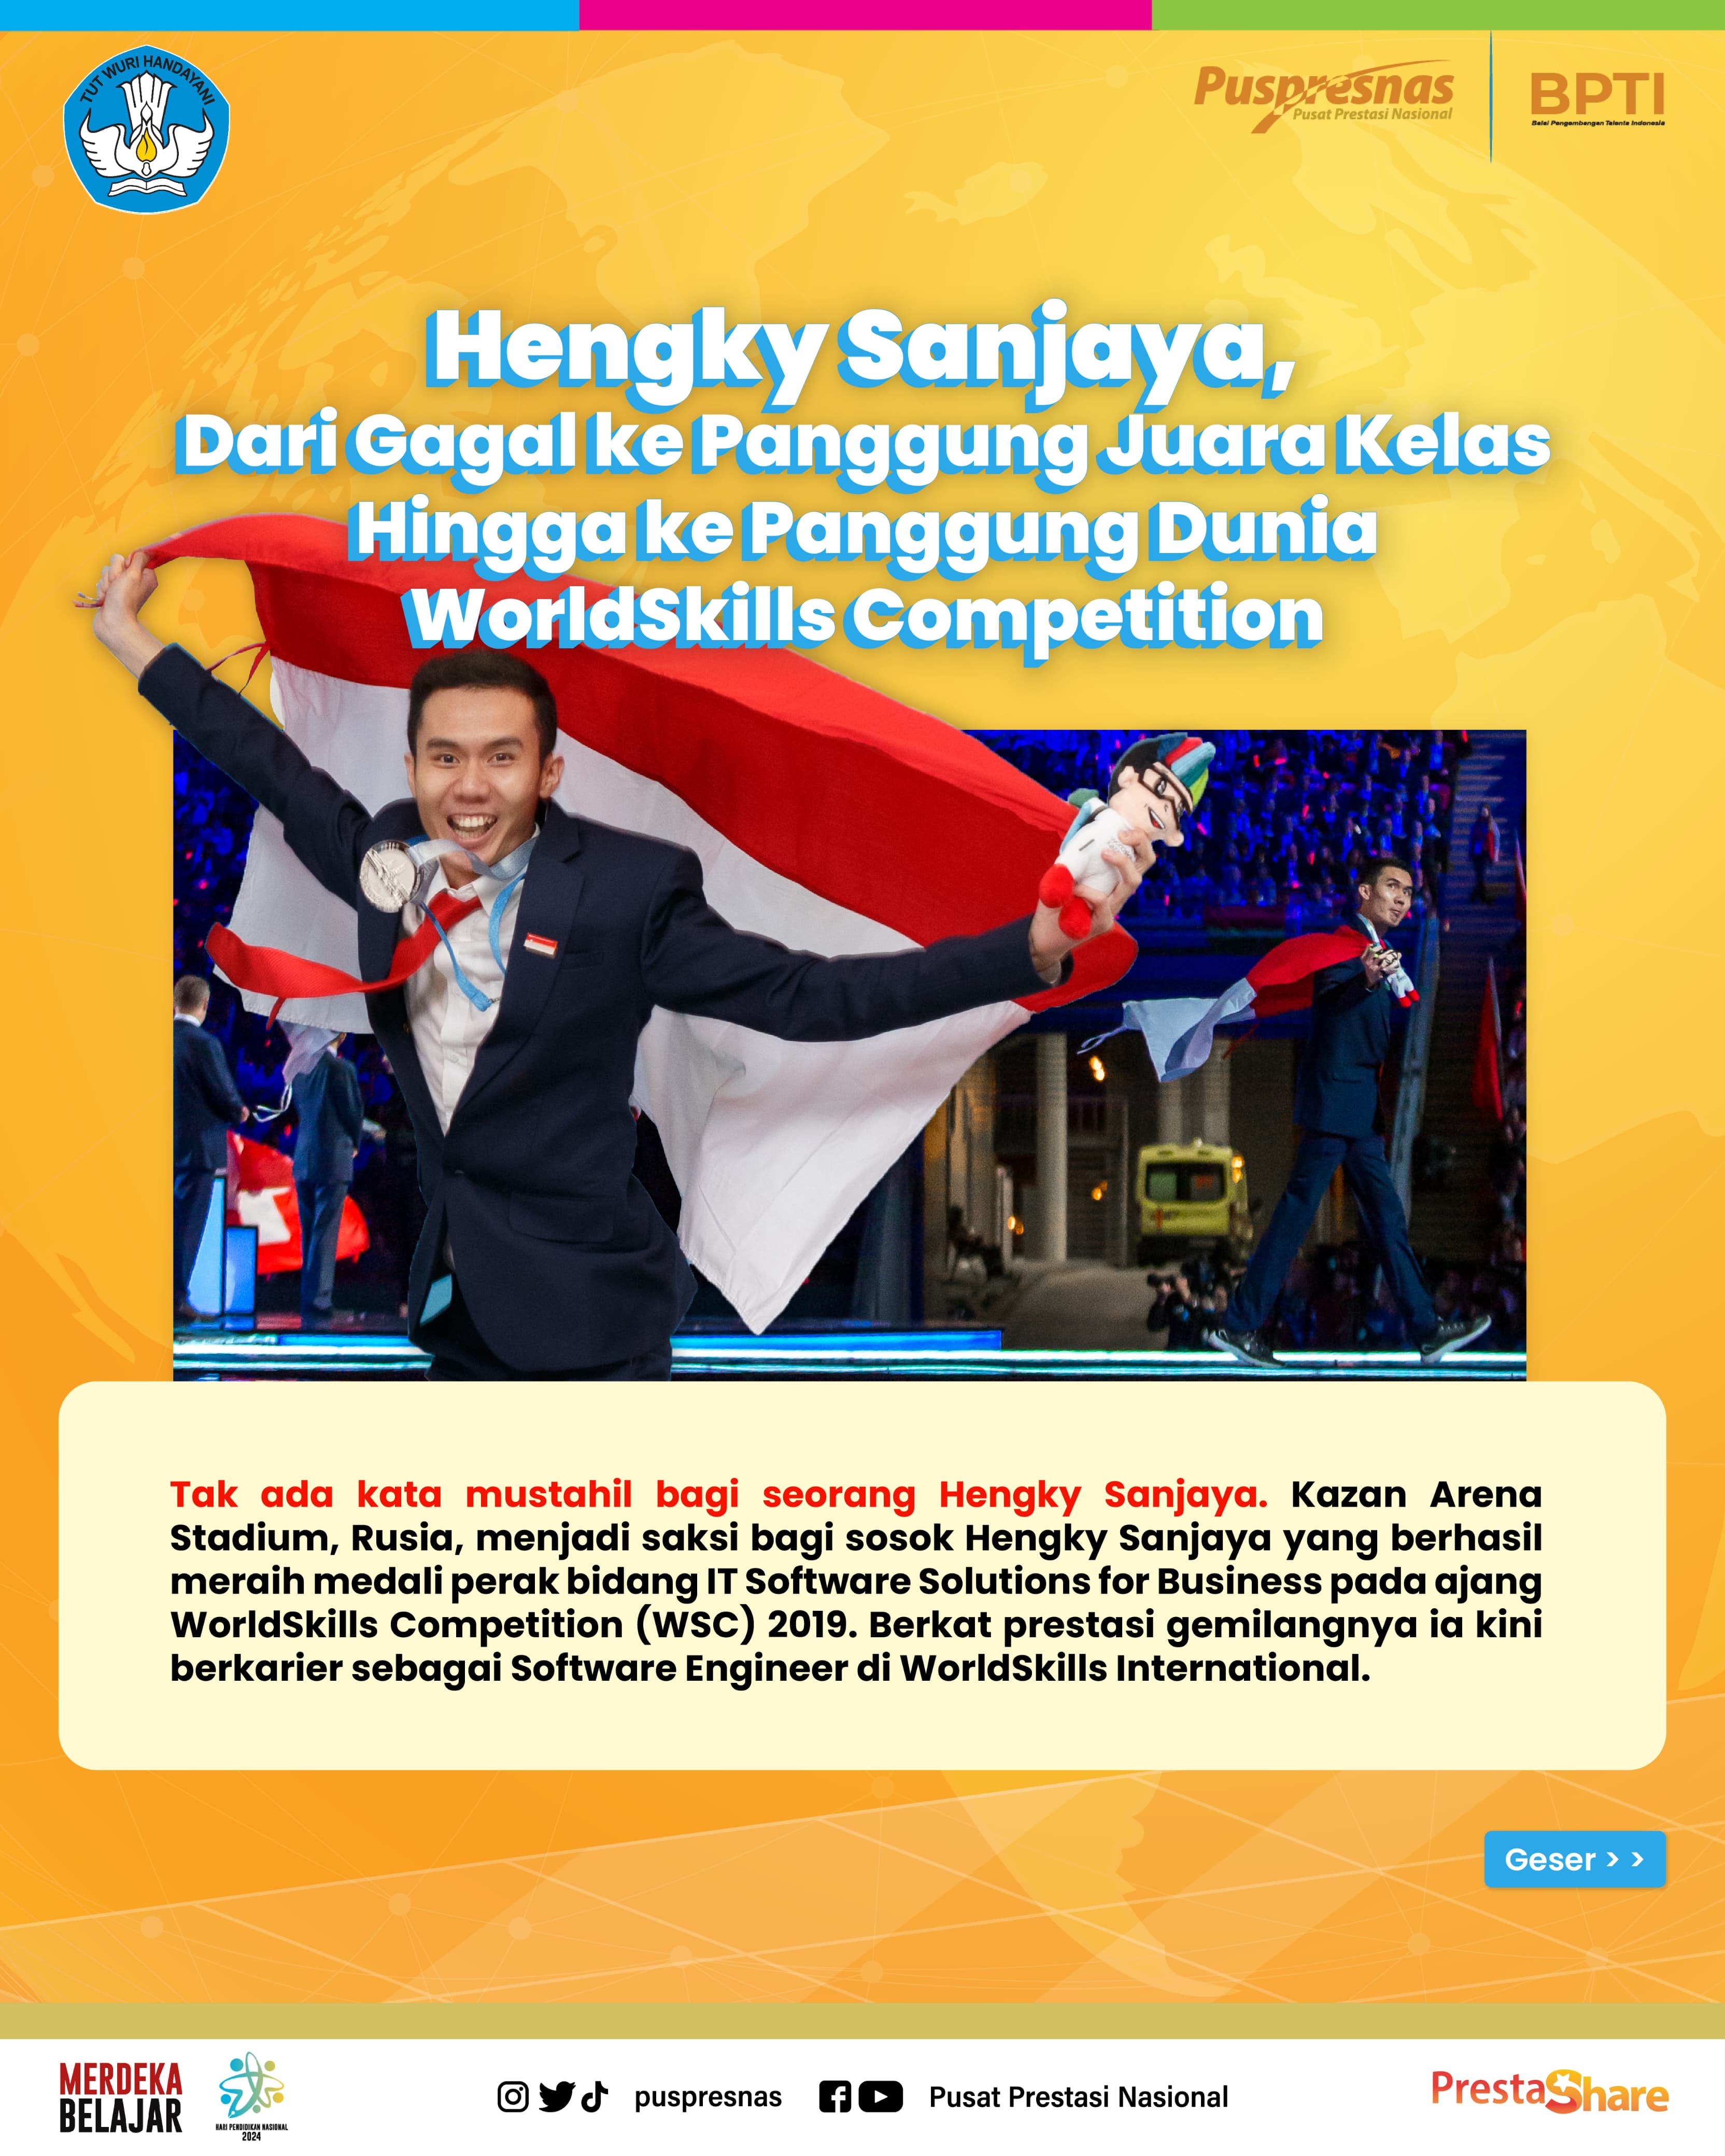 TUT WURI HANDAYANI
Puspresnas
Pusat Prestasi Nasional
BPTI
Balai Pengembangan Talenta Indonesia
Hengky Sanjaya,
Dari Gagal ke Panggung Juara Kelas
Hingga ke Panggung Dunia
WorldSkills Competition
Tak ada kata mustahil bagi seorang Hengky Sanjaya. Kazan Arena
Stadium, Rusia, menjadi saksi bagi sosok Hengky Sanjaya yang berhasil
meraih medali perak bidang IT Software Solutions for Business pada ajang
WorldSkills Competition (WSC) 2019. Berkat prestasi gemilangnya ia kini
berkarier sebagai Software Engineer di WorldSkills International.
Geser > >
MERDEKA
BELAJAR
HARI PENDIDIKAN NASIONAL
2024
puspresnas
Pusat Prestasi Nasional
PrestaShare